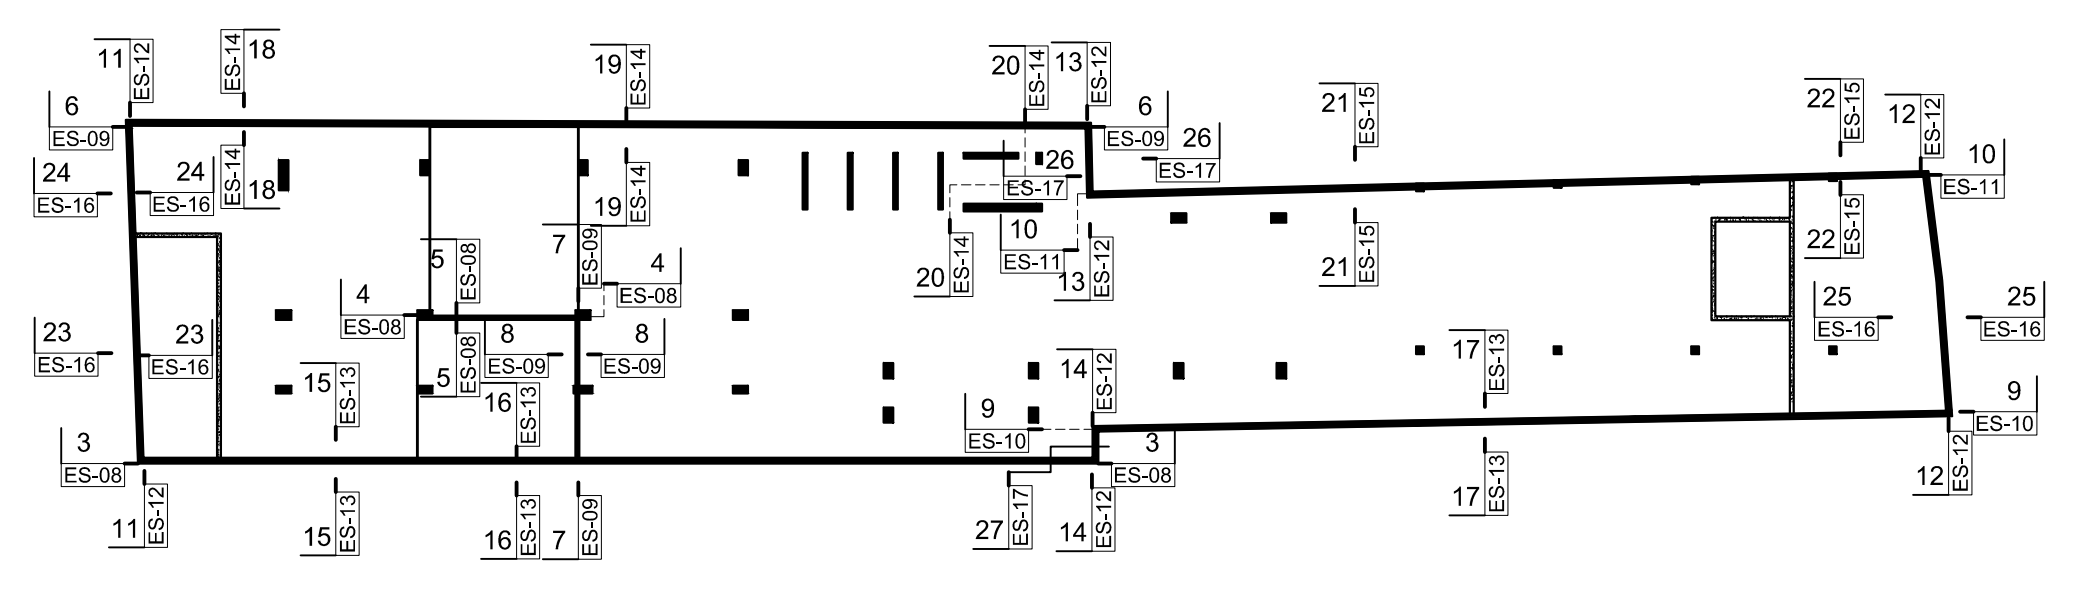 11
ES-12
18
ES-14
19
ES-14
20
ES-14
13
ES-12
6
ES-09
6
ES-09
21
ES-15
22
ES-15
12
ES-12
24
ES-16
24
ES-16
ES-14
18
ES-14
19
26
ES-17
26
ES-17
10
ES-11
5
ES-08
7
ES-09
4
ES-08
4
ES-08
20
ES-14
10
ES-11
13
ES-12
21
ES-15
22
ES-15
23
ES-16
23
ES-16
8
ES-09
8
ES-09
25
ES-16
25
ES-16
15
ES-13
5
ES-08
16
ES-13
14
ES-12
17
ES-13
9
ES-10
9
ES-10
3
ES-08
3
ES-08
11
ES-12
15
ES-13
16
ES-13
7
ES-09
27
ES-17
14
ES-12
17
ES-13
12
ES-12